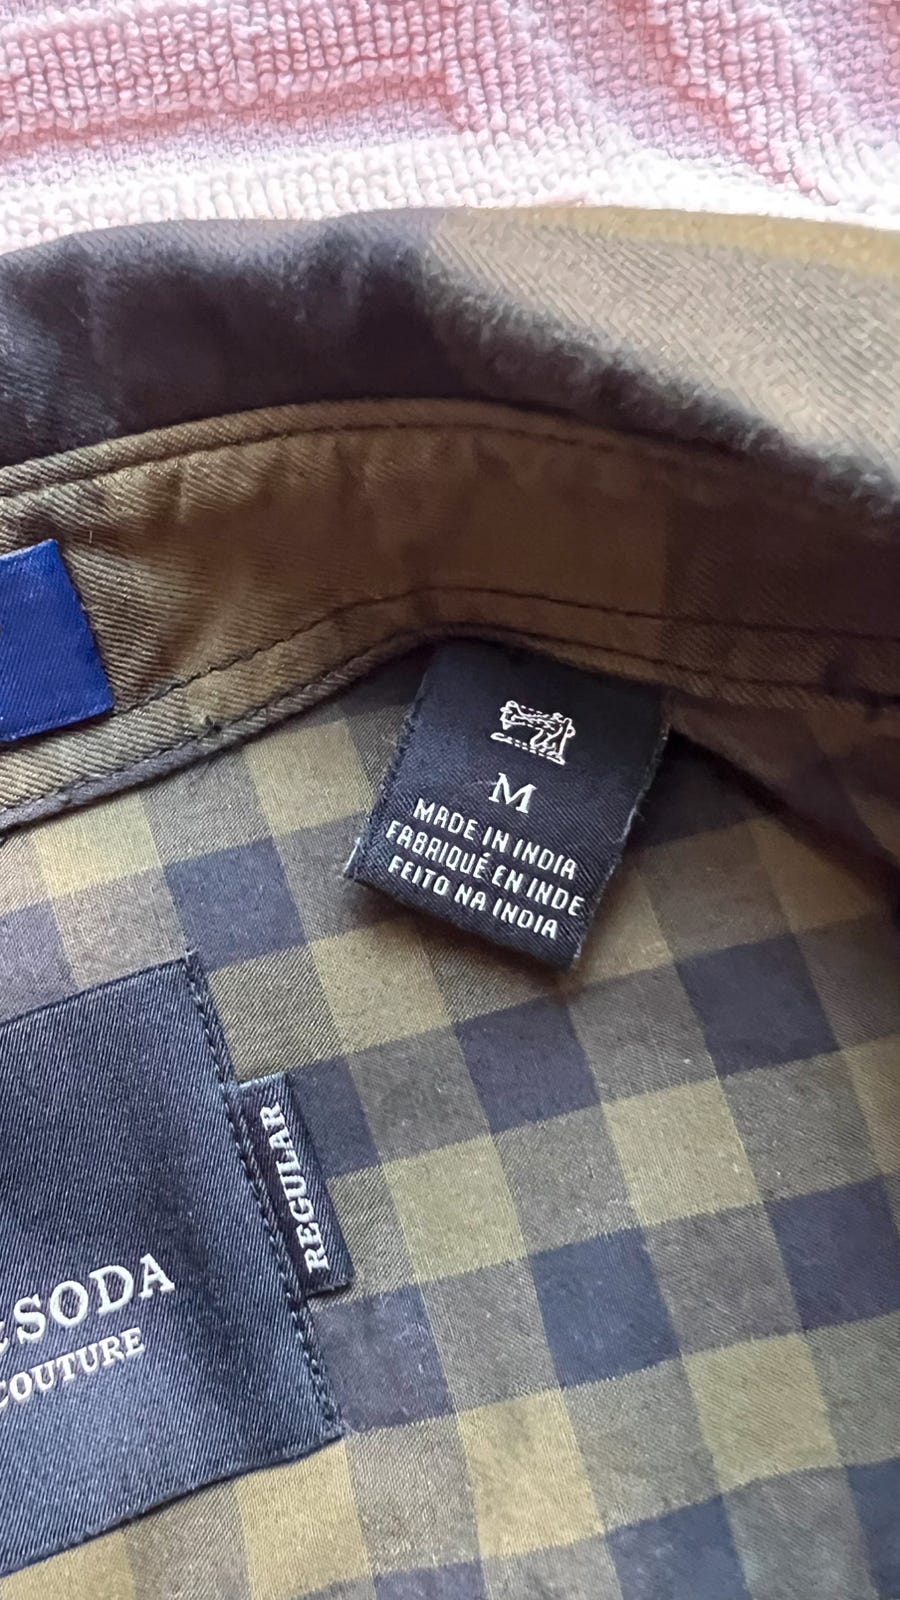 M
MADE IN INDIA
FABRIQUÉ EN INDE
FEITO NA INDIA
REGULAR
SODA
COUTURE